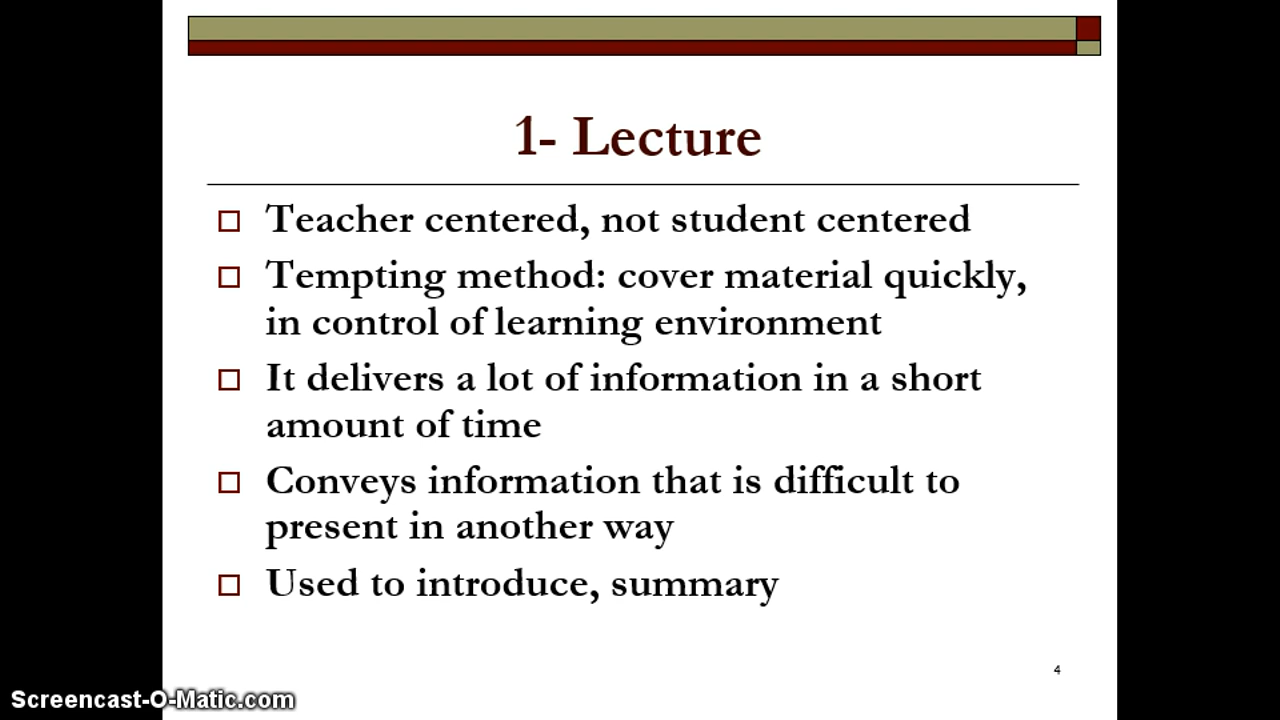 1- Lecture
Teacher centered, not student centered
Tempting method: cover material quickly,
in control of learning environment
It delivers a lot of information in a short
amount of time
Conveys information that is difficult to
present in another way
Used to introduce, summary
4
Screencast-O-Matic.com